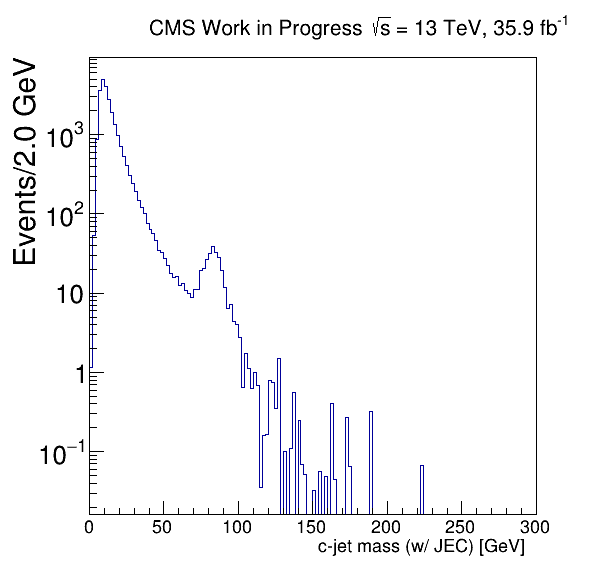 CMS Work in Progress √s = 13 TeV, 35.9 fb⁻¹
Events/2.0 GeV
10³
10²
10
1
10⁻¹
0 50 100 150 200 250 300
c-jet mass (w/ JEC) [GeV]